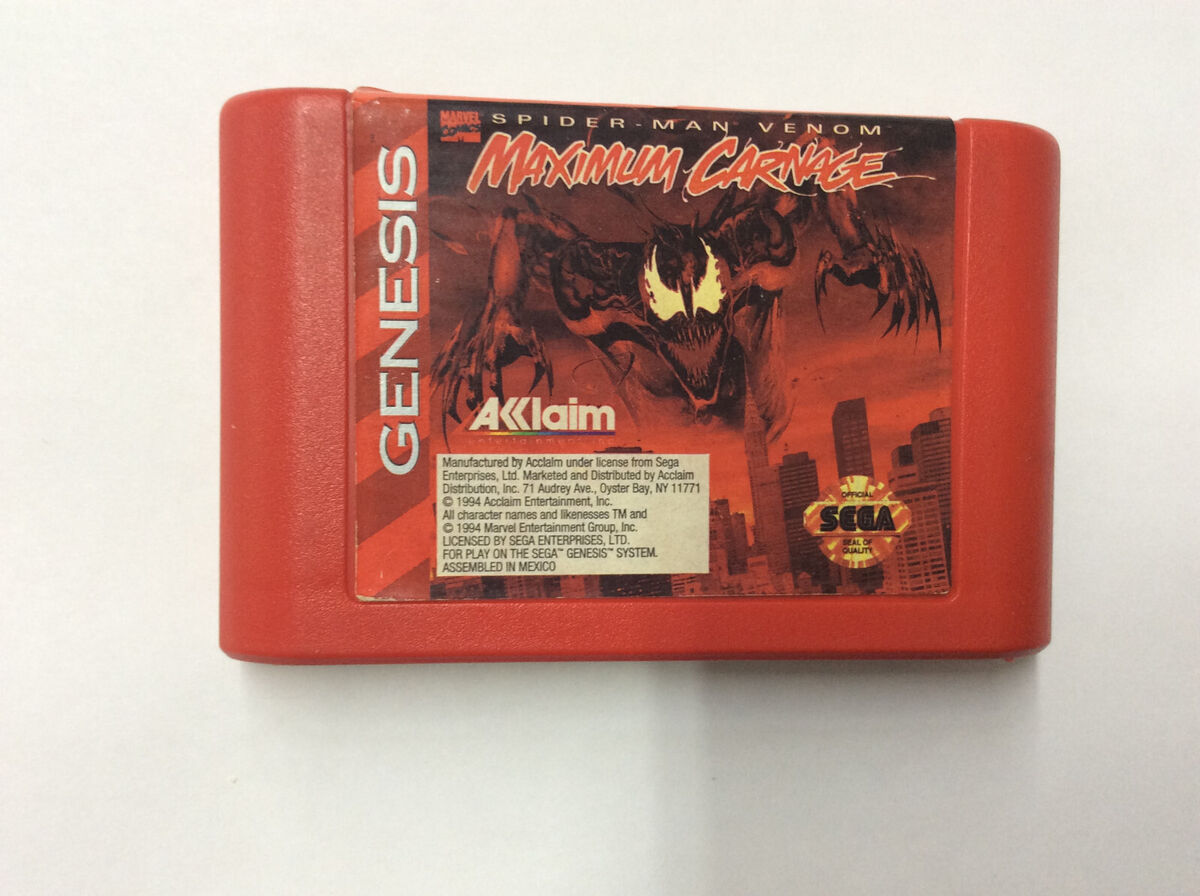 MARVEL
COMICS
SPIDER-MAN VENOM
MAXIMUM CARNAGE
GENESIS
AKKlaim
entertainment, inc.
Manufactured by Acclaim under license from Sega
Enterprises, Ltd. Marketed and Distributed by Acclaim
Distribution, Inc. 71 Audrey Ave., Oyster Bay, NY 11771
© 1994 Acclaim Entertainment, Inc.
All character names and likenesses TM and
© 1994 Marvel Entertainment Group, Inc.
LICENSED BY SEGA ENTERPRISES, LTD.
FOR PLAY ON THE SEGA™ GENESIS™ SYSTEM.
ASSEMBLED IN MEXICO
OFFICIAL
SEGA
SEAL OF
QUALITY